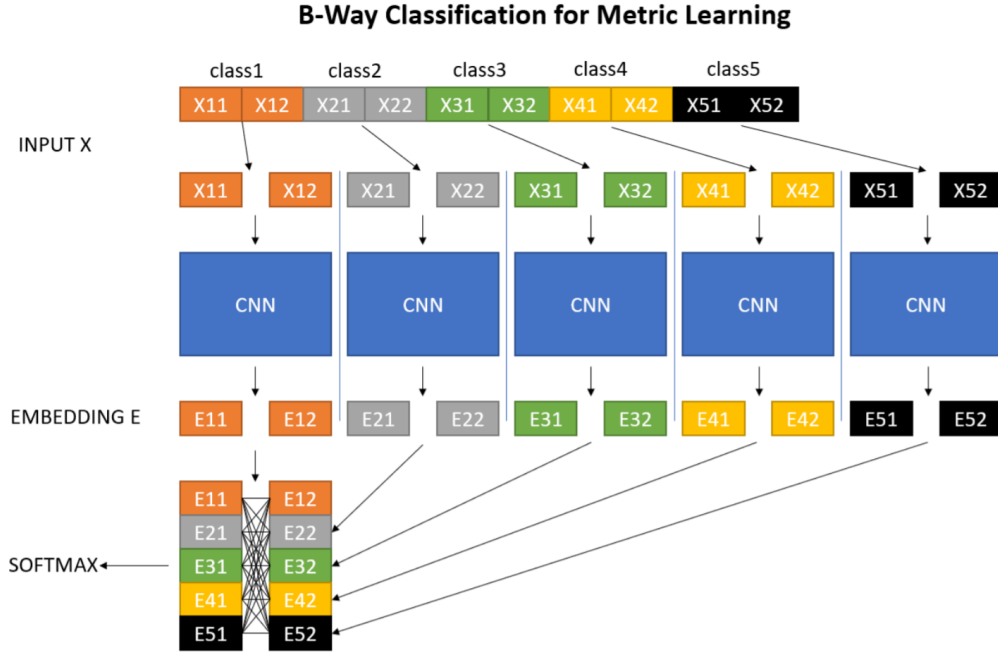 B-Way Classification for Metric Learning
class1 class2 class3 class4 class5
X11 X12 X21 X22 X31 X32 X41 X42 X51 X52
INPUT X
X11 X12 X21 X22 X31 X32 X41 X42 X51 X52
CNN CNN CNN CNN CNN
EMBEDDING E E11 E12 E21 E22 E31 E32 E41 E42 E51 E52
E11 E12
E21 E22
SOFTMAX E31 E32
E41 E42
E51 E52